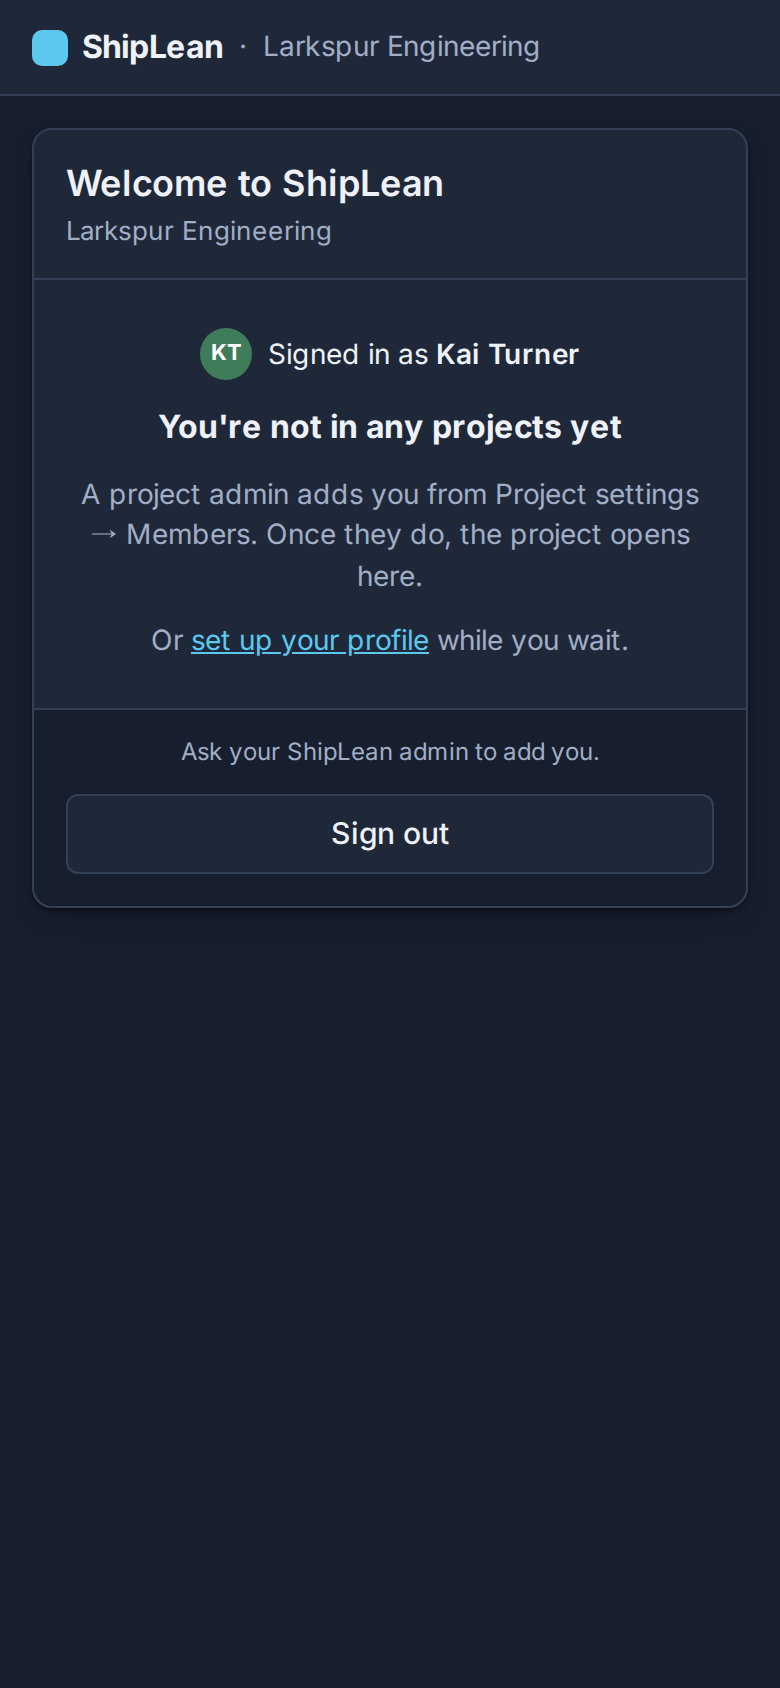 ShipLean · Larkspur Engineering
Welcome to ShipLean
Larkspur Engineering
KT Signed in as Kai Turner
You're not in any projects yet
A project admin adds you from Project settings
→ Members. Once they do, the project opens
here.
Or set up your profile while you wait.
Ask your ShipLean admin to add you.
Sign out